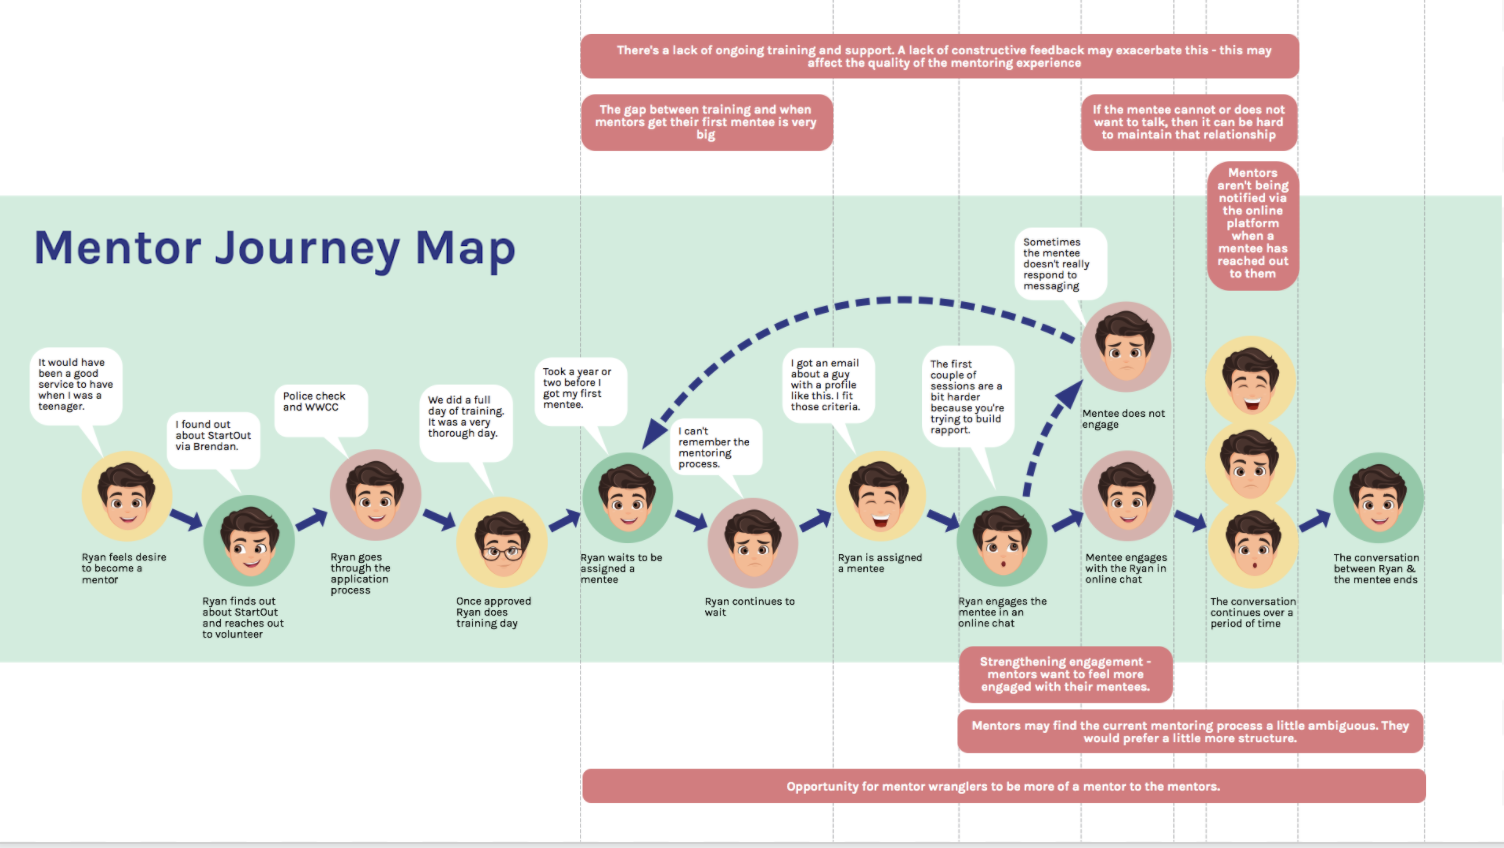 There's a lack of ongoing training and support. A lack of constructive feedback may exacerbate this - this may
affect the quality of the mentoring experience
The gap between training and when
mentors get their first mentee is very
big
If the mentee cannot or does not
want to talk, then it can be hard
to maintain that relationship
Mentors
aren't being
notified via
the online
platform
when a
mentee has
reached out
to them
Mentor Journey Map
It would have
been a good
service to have
when I was a
teenager.
I found out
about StartOut
via Brendan.
Police check
and WWCC
We did a full
day of training.
It was a very
thorough day.
Took a year or
two before I
got my first
mentee.
I can't
remember the
mentoring
process.
I got an email
about a guy
with a profile
like this. I fit
those criteria.
The first
couple of
sessions are a
bit harder
because you're
trying to build
rapport.
Sometimes
the mentee
doesn't really
respond to
messaging
Mentee does not
engage
Ryan feels desire
to become a
mentor
Ryan finds out
about StartOut
and reaches out
to volunteer
Ryan goes
through the
application
process
Once approved
Ryan does
training day
Ryan waits to be
assigned a
mentee
Ryan continues to
wait
Ryan is assigned
a mentee
Ryan engages the
mentee in an
online chat
Mentee engages
with the Ryan in
online chat
The conversation
continues over a
period of time
The conversation
between Ryan &
the mentee ends
Strengthening engagement -
mentors want to feel more
engaged with their mentees.
Mentors may find the current mentoring process a little ambiguous. They
would prefer a little more structure.
Opportunity for mentor wranglers to be more of a mentor to the mentors.